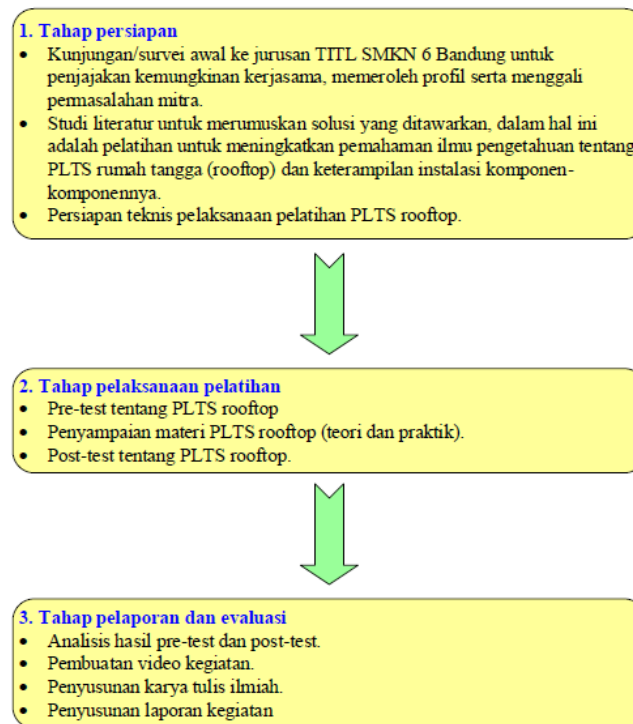 1. Tahap persiapan
• Kunjungan/survei awal ke jurusan TITL SMKN 6 Bandung untuk
penjajakan kemungkinan kerjasama, memeroleh profil serta menggali
permasalahan mitra.
• Studi literatur untuk merumuskan solusi yang ditawarkan, dalam hal ini
adalah pelatihan untuk meningkatkan pemahaman ilmu pengetahuan tentang
PLTS rumah tangga (rooftop) dan keterampilan instalasi komponen-
komponennya.
• Persiapan teknis pelaksanaan pelatihan PLTS rooftop.
2. Tahap pelaksanaan pelatihan
• Pre-test tentang PLTS rooftop
• Penyampaian materi PLTS rooftop (teori dan praktik).
• Post-test tentang PLTS rooftop.
3. Tahap pelaporan dan evaluasi
• Analisis hasil pre-test dan post-test.
• Pembuatan video kegiatan.
• Penyusunan karya tulis ilmiah.
• Penyusunan laporan kegiatan